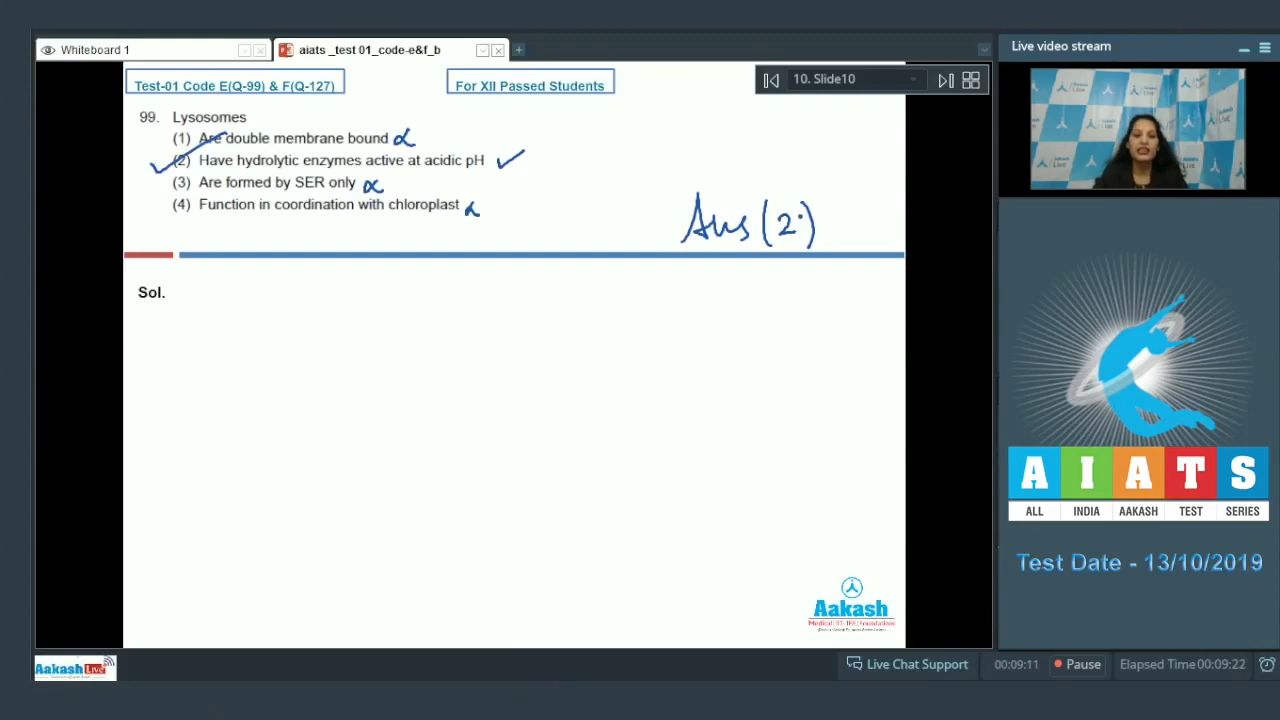 Whiteboard 1
aiats _test 01_code-e&f_b
Live video stream
Test-01 Code E(Q-99) & F(Q-127)
For XII Passed Students
10. Slide10
99. Lysosomes
(1) Are double membrane bound
(2) Have hydrolytic enzymes active at acidic pH
(3) Are formed by SER only
(4) Function in coordination with chloroplast
Ans (2)
Sol.
A I A T S
ALL INDIA AAKASH TEST SERIES
Test Date - 13/10/2019
Aakash
Medical|IIT-JEE|Foundations
Aakash Live
Live Chat Support
00:09:11
Pause
Elapsed Time 00:09:22